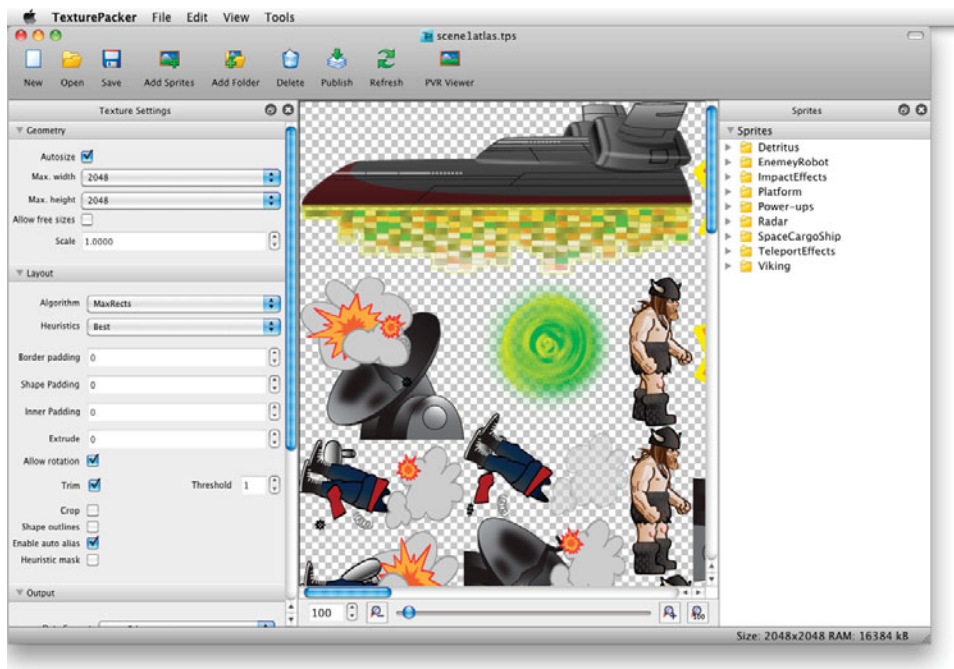 TexturePacker File Edit View Tools
scene1atlas.tps
New Open Save Add Sprites Add Folder Delete Publish Refresh PVR Viewer
Texture Settings
Geometry
Autosize
Max. width 2048
Max. height 2048
Allow free sizes
Scale 1.0000
Layout
Algorithm MaxRects
Heuristics Best
Border padding 0
Shape Padding 0
Inner Padding 0
Extrude 0
Allow rotation
Trim Threshold 1
Crop
Shape outlines
Enable auto alias
Heuristic mask
Output
100
100
Sprites
Sprites
Detritus
EnemeyRobot
ImpactEffects
Platform
Power-ups
Radar
SpaceCargoShip
TeleportEffects
Viking
Size: 2048x2048 RAM: 16384 kB